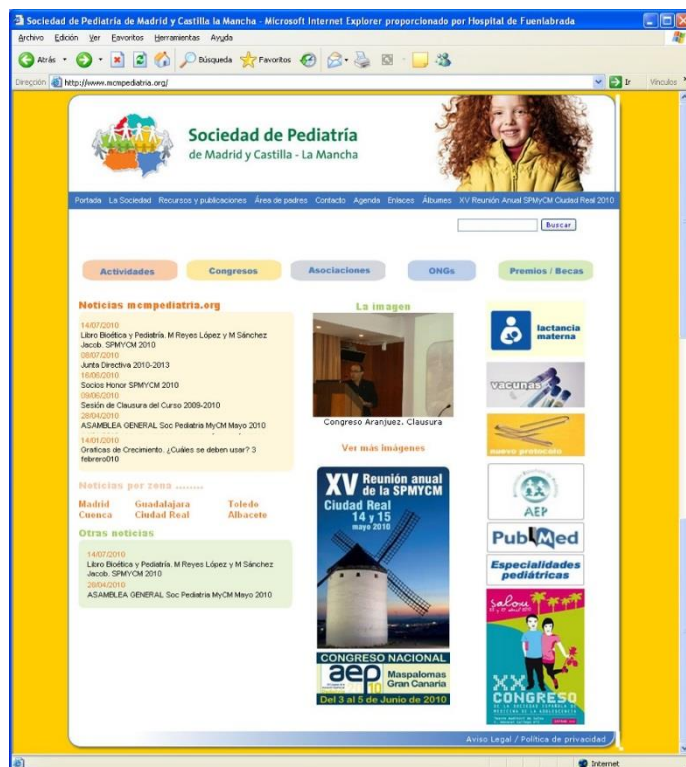 Sociedad de Pediatría de Madrid y Castilla la Mancha - Microsoft Internet Explorer proporcionado por Hospital de Fuenlabrada
Archivo Edición Ver Favoritos Herramientas Ayuda
Atrás Búsqueda Favoritos
Dirección http://www.mcmpediatria.org/ Ir Vínculos
Sociedad de Pediatría
de Madrid y Castilla - La Mancha
Portada La Sociedad Recursos y publicaciones Área de padres Contacto Agenda Enlaces Álbumes XV Reunión Anual SPMyCM Ciudad Real 2010
Buscar
Actividades Congresos Asociaciones ONGs Premios / Becas
Noticias mcmpediatria.org
14/07/2010
Libro Bioética y Pediatría. M Reyes López y M Sánchez
Jacob. SPMYCM 2010
08/07/2010
Junta Directiva 2010-2013
16/06/2010
Socios Honor SPMYCM 2010
09/06/2010
Sesión de Clausura del Curso 2009-2010
28/04/2010
ASAMBLEA GENERAL Soc Pediatria MyCM Mayo 2010
14/01/2010
Graficas de Crecimiento. ¿Cuáles se deben usar? 3
febrero010
Noticias por zona ........
Madrid Guadalajara Toledo
Cuenca Ciudad Real Albacete
Otras noticias
14/07/2010
Libro Bioética y Pediatría. M Reyes López y M Sánchez
Jacob. SPMYCM 2010
28/04/2010
ASAMBLEA GENERAL Soc Pediatria MyCM Mayo 2010
La imagen
Congreso Aranjuez. Clausura
Ver más imágenes
XV Reunión anual
de la SPMYCM
Ciudad Real
14 y 15
mayo 2010
CONGRESO NACIONAL
aep 10
Maspalomas
Gran Canaria
Del 3 al 5 de Junio de 2010
lactancia
materna
vacunas
nuevo protocolo
AEP
PubMed
Especialidades
pediátricas
Salou
XX
CONGRESO
DE LA SOCIEDAD ESPAÑOLA DE
MEDICINA DE LA ADOLESCENCIA
Aviso Legal / Política de privacidad
Internet